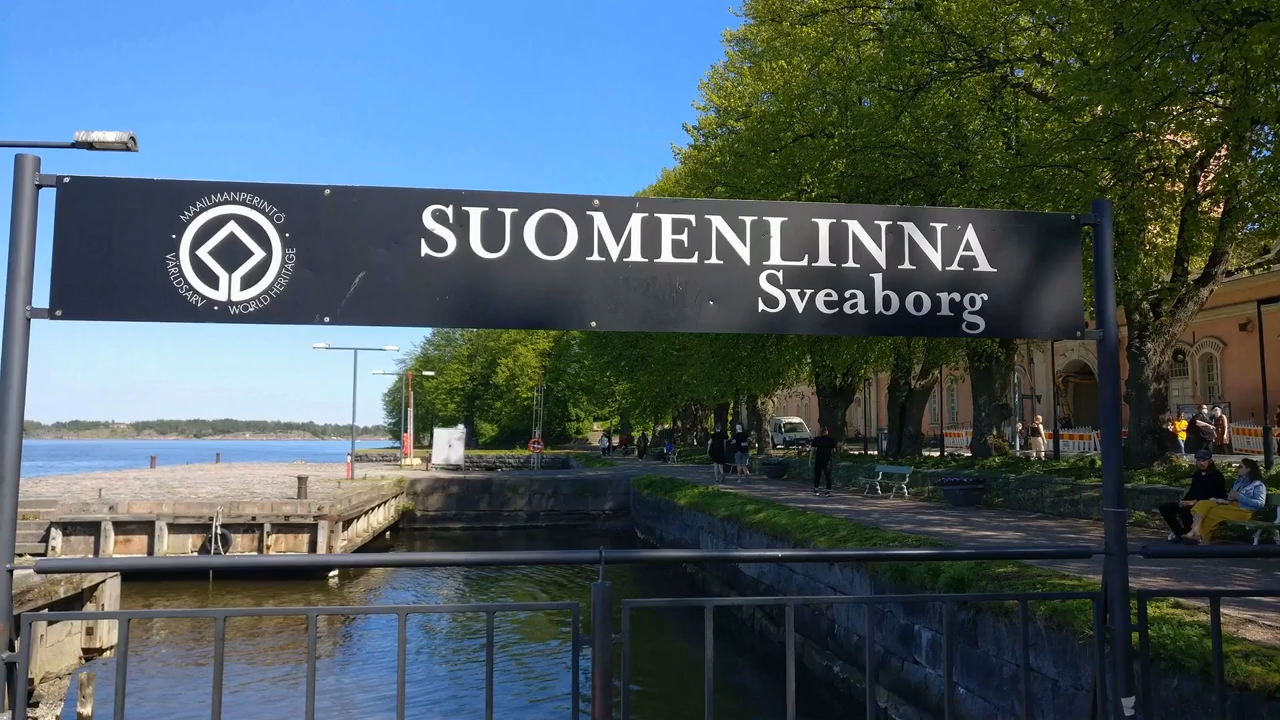 MAAILMANPERINTÖ
VÄRLDSARV • WORLD HERITAGE •
SUOMENLINNA
Sveaborg